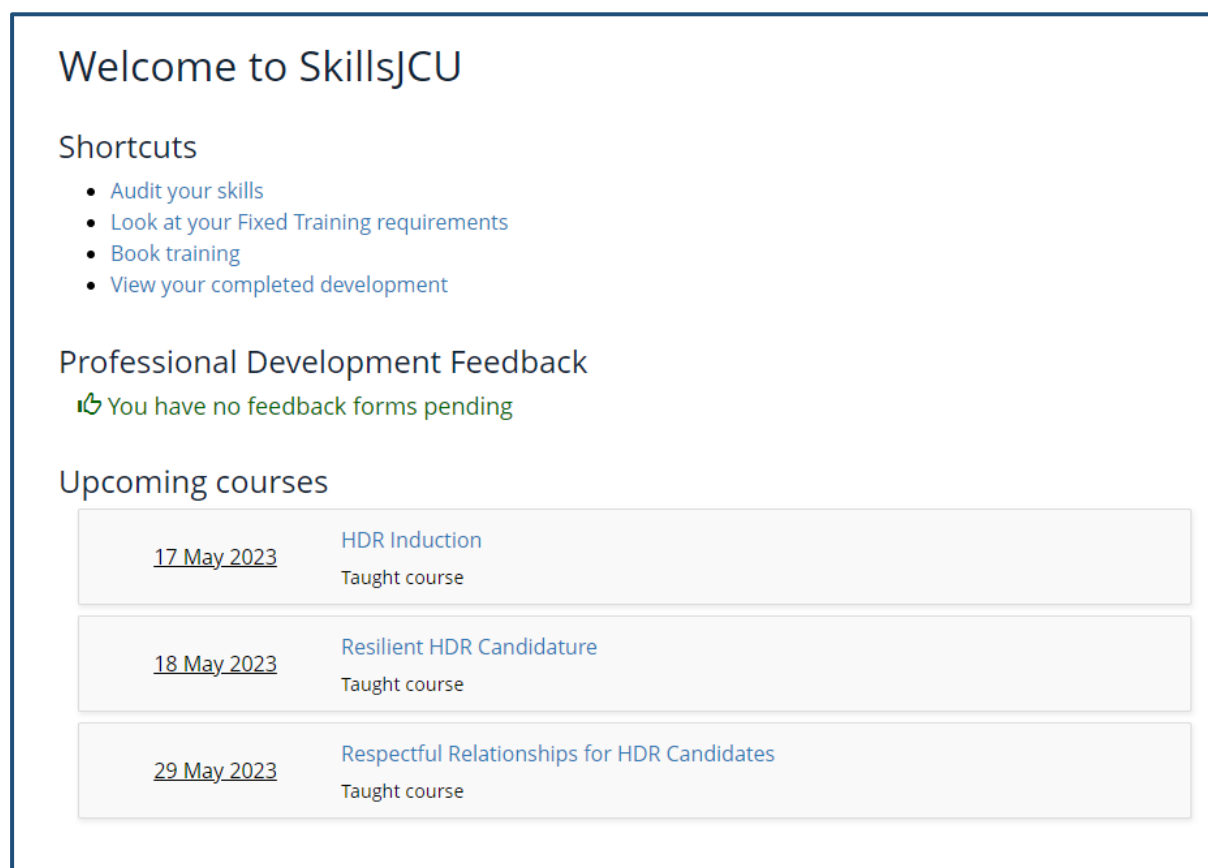 Welcome to SkillsJCU
Shortcuts
Audit your skills
Look at your Fixed Training requirements
Book training
View your completed development
Professional Development Feedback
You have no feedback forms pending
Upcoming courses
17 May 2023
HDR Induction
Taught course
18 May 2023
Resilient HDR Candidature
Taught course
29 May 2023
Respectful Relationships for HDR Candidates
Taught course